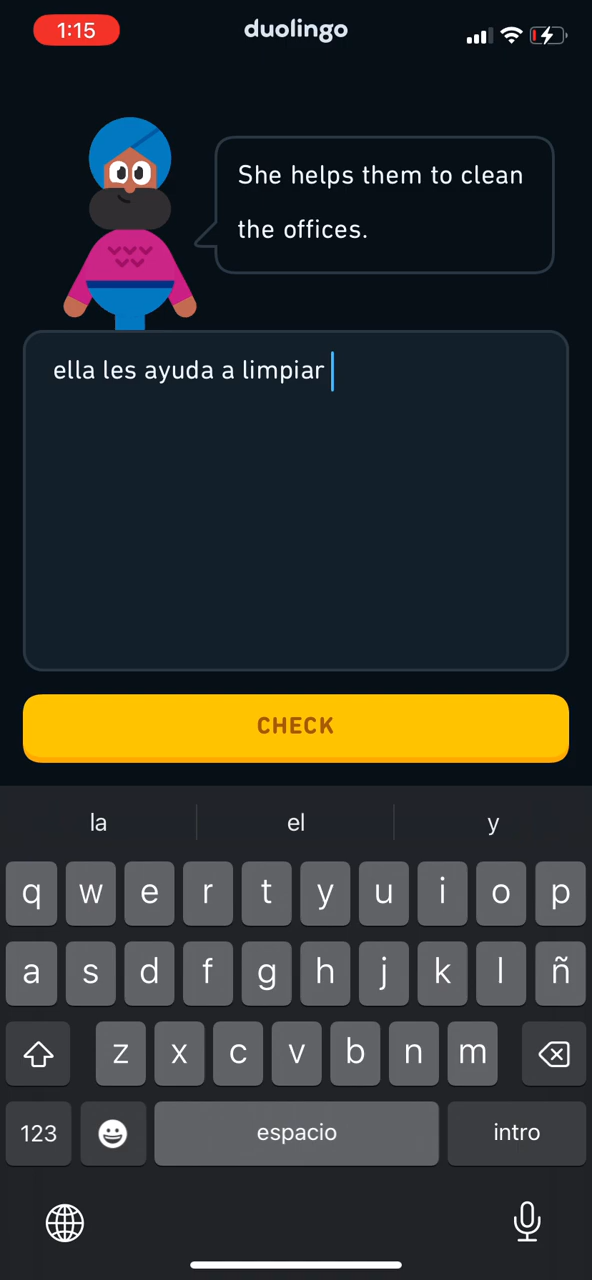 1:15
duolingo
She helps them to clean
the offices.
ella les ayuda a limpiar
CHECK
la el y
q w e r t y u i o p
a s d f g h j k l ñ
z x c v b n m
123 espacio intro